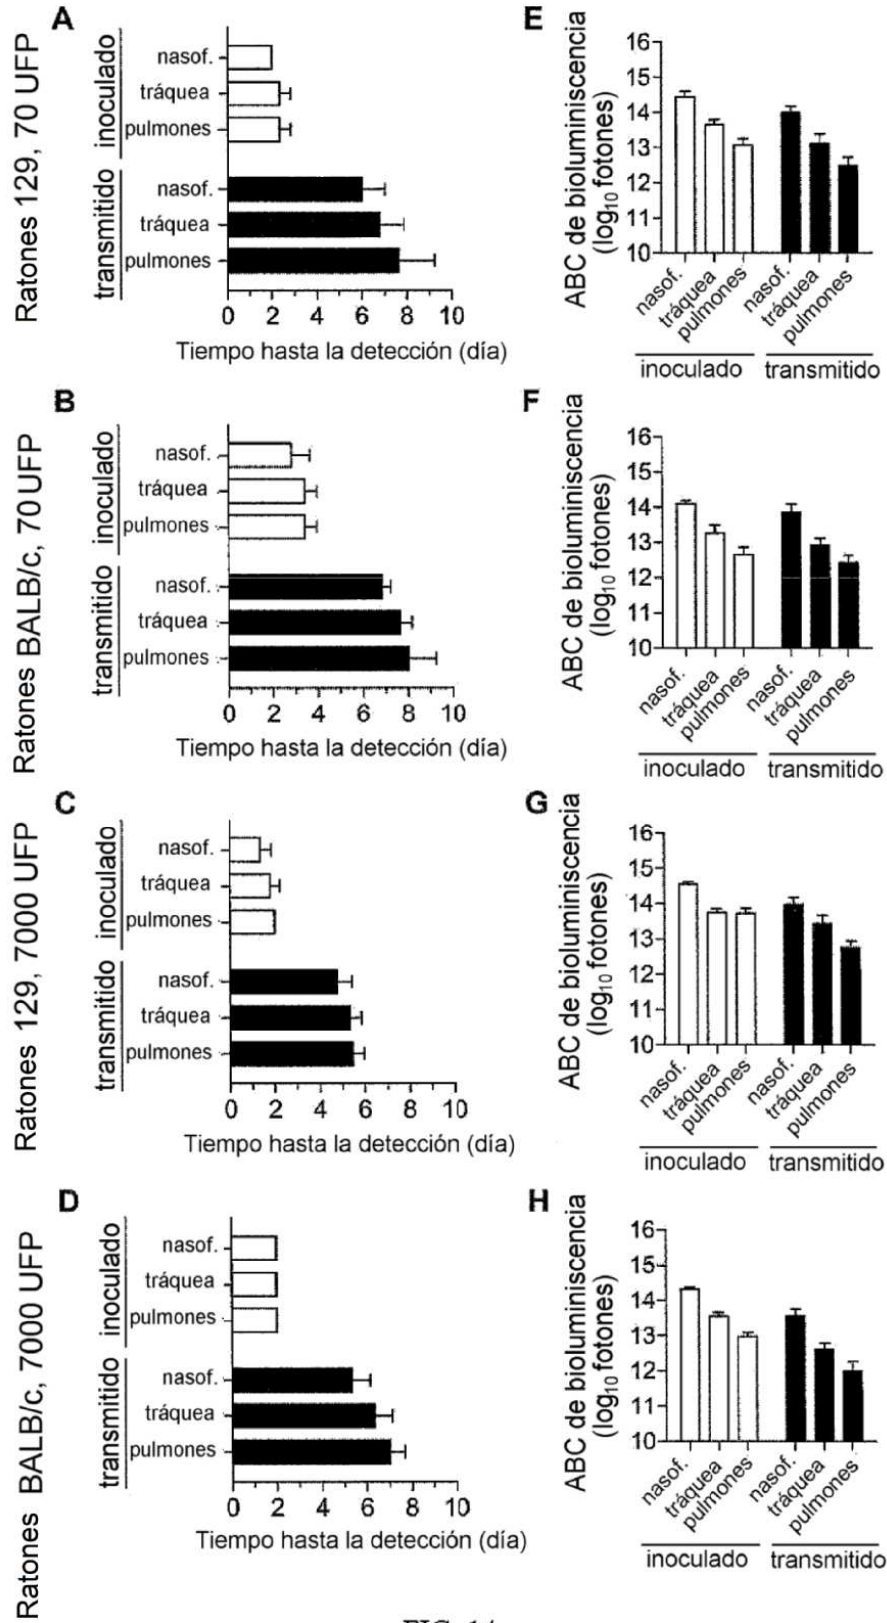 A
Ratones 129, 70 UFP
inoculado
nasof.
tráquea
pulmones
transmitido
nasof.
tráquea
pulmones
0 2 4 6 8 10
Tiempo hasta la detección (día)
E
ABC de bioluminiscencia
(log10 fotones)
16
15
14
13
12
11
10
nasof.
tráquea
pulmones
nasof.
tráquea
pulmones
inoculado transmitido
B
Ratones BALB/c, 70 UFP
inoculado
nasof.
tráquea
pulmones
transmitido
nasof.
tráquea
pulmones
0 2 4 6 8 10
Tiempo hasta la detección (día)
F
ABC de bioluminiscencia
(log10 fotones)
16
15
14
13
12
11
10
nasof.
tráquea
pulmones
nasof.
tráquea
pulmones
inoculado transmitido
C
Ratones 129, 7000 UFP
inoculado
nasof.
tráquea
pulmones
transmitido
nasof.
tráquea
pulmones
0 2 4 6 8 10
Tiempo hasta la detección (día)
G
ABC de bioluminiscencia
(log10 fotones)
16
15
14
13
12
11
10
nasof.
tráquea
pulmones
nasof.
tráquea
pulmones
inoculado transmitido
D
Ratones BALB/c, 7000 UFP
inoculado
nasof.
tráquea
pulmones
transmitido
nasof.
tráquea
pulmones
0 2 4 6 8 10
Tiempo hasta la detección (día)
H
ABC de bioluminiscencia
(log10 fotones)
16
15
14
13
12
11
10
nasof.
tráquea
pulmones
nasof.
tráquea
pulmones
inoculado transmitido